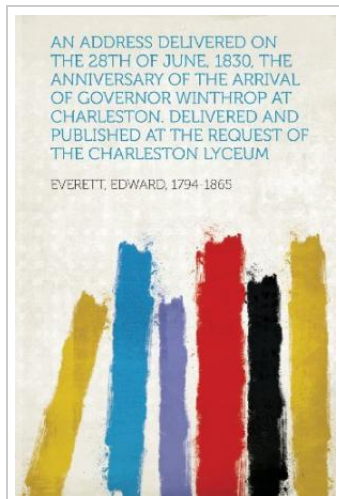 AN ADDRESS DELIVERED ON
THE 28TH OF JUNE, 1830, THE
ANNIVERSARY OF THE ARRIVAL
OF GOVERNOR WINTHROP AT
CHARLESTON. DELIVERED AND
PUBLISHED AT THE REQUEST OF
THE CHARLESTON LYCEUM
EVERETT, EDWARD, 1794-1865